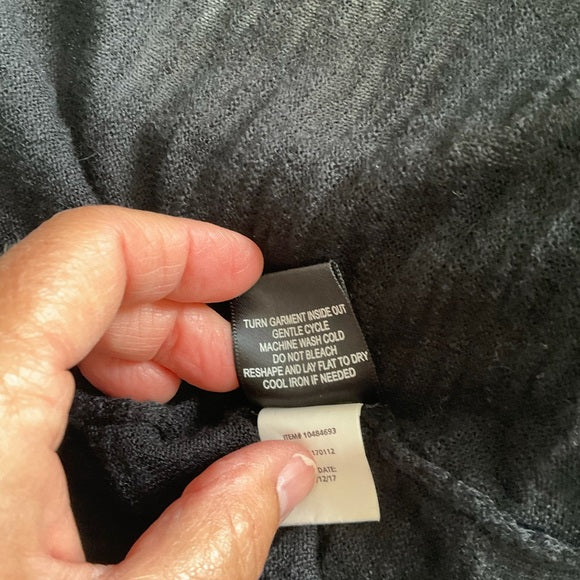 TURN GARMENT INSIDE OUT
GENTLE CYCLE
MACHINE WASH COLD
DO NOT BLEACH
RESHAPE AND LAY FLAT TO DRY
COOL IRON IF NEEDED
ITEM# 10484693
170112
DATE:
/12/17